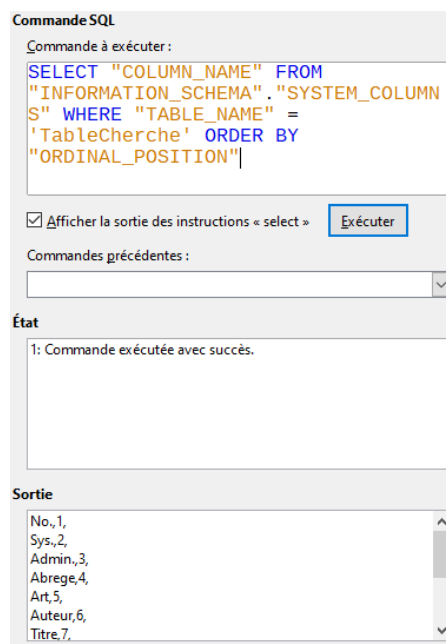 Commande SQL
Commande à exécuter :
SELECT "COLUMN_NAME" FROM
"INFORMATION_SCHEMA"."SYSTEM_COLUMN
S" WHERE "TABLE_NAME" =
'TableCherche' ORDER BY
"ORDINAL_POSITION"
Afficher la sortie des instructions « select »
Exécuter
Commandes précédentes :
État
1: Commande exécutée avec succès.
Sortie
No.,1,
Sys.,2,
Admin.,3,
Abrege,4,
Art,5,
Auteur,6,
Titre,7,